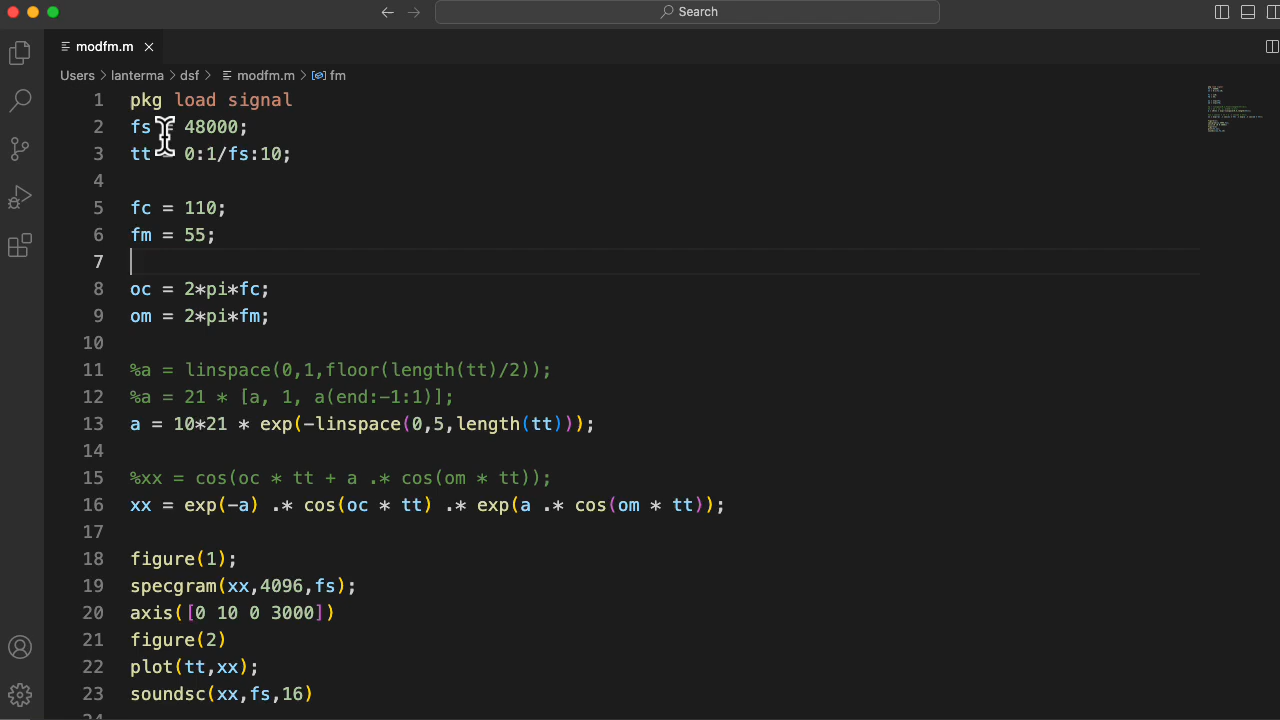 Search
modfm.m
Users > lanterma > dsf > modfm.m > fm
1 pkg load signal
2 fs = 48000;
3 tt = 0:1/fs:10;
4
5 fc = 110;
6 fm = 55;
7
8 oc = 2*pi*fc;
9 om = 2*pi*fm;
10
11 %a = linspace(0,1,floor(length(tt)/2));
12 %a = 21 * [a, 1, a(end:-1:1)];
13 a = 10*21 * exp(-linspace(0,5,length(tt)));
14
15 %xx = cos(oc * tt + a .* cos(om * tt));
16 xx = exp(-a) .* cos(oc * tt) .* exp(a .* cos(om * tt));
17
18 figure(1);
19 specgram(xx,4096,fs);
20 axis([0 10 0 3000])
21 figure(2)
22 plot(tt,xx);
23 soundsc(xx,fs,16)
24